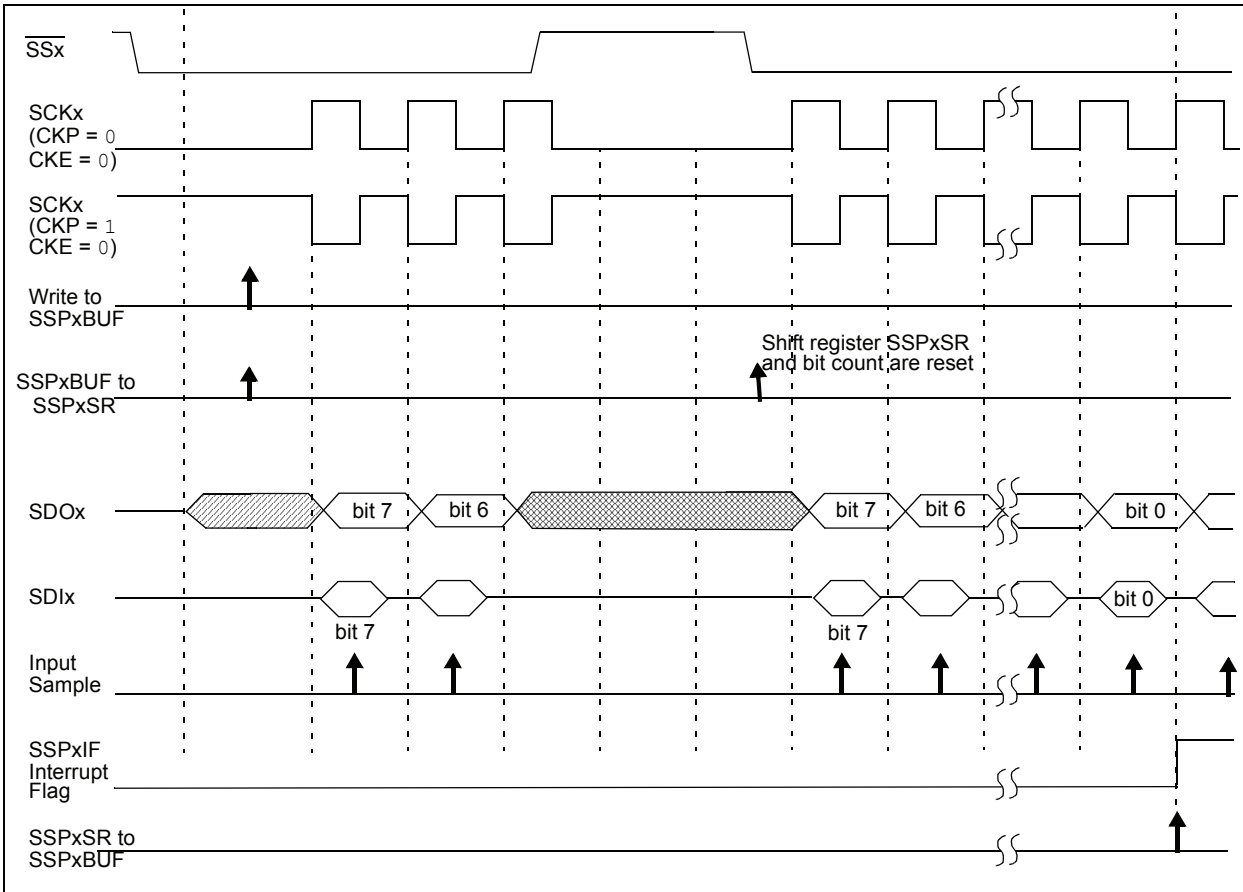 SSx
SCKx
(CKP = 0
CKE = 0)
SCKx
(CKP = 1
CKE = 0)
Write to
SSPxBUF
Shift register SSPxSR
and bit count are reset
SSPxBUF to
SSPxSR
SDOx
bit 7
bit 6
bit 7
bit 6
bit 0
SDIx
bit 0
bit 7
bit 7
Input
Sample
SSPxIF
Interrupt
Flag
SSPxSR to
SSPxBUF